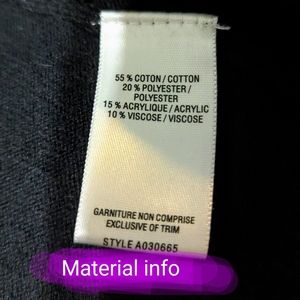 55 % COTON / COTTON
20 % POLYESTER /
POLYESTER
15 % ACRYLIQUE / ACRYLIC
10 % VISCOSE / VISCOSE
GARNITURE NON COMPRISE
EXCLUSIVE OF TRIM
STYLE A030665
Material info